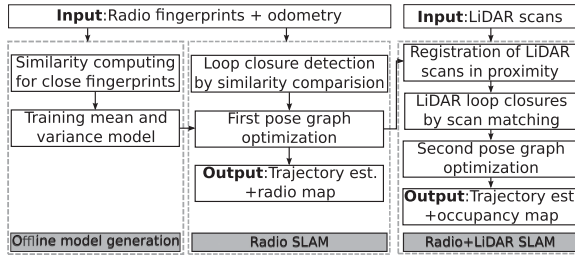 Input:Radio fingerprints + odometry
Input:LiDAR scans
Similarity computing
for close fingerprints
Training mean and
variance model
Offline model generation
Loop closure detection
by similarity comparision
First pose graph
optimization
Output:Trajectory est.
+radio map
Radio SLAM
Registration of LiDAR
scans in proximity
LiDAR loop closures
by scan matching
Second pose graph
optimization
Output:Trajectory est
+occupancy map
Radio+LiDAR SLAM